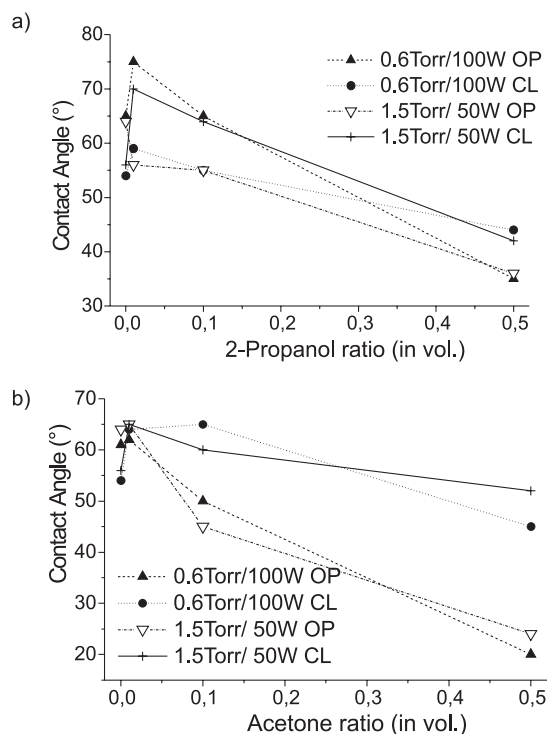 a)
80
70
60
50
40
30
Contact Angle (°)
0.6Torr/100W OP
0.6Torr/100W CL
1.5Torr/ 50W OP
1.5Torr/ 50W CL
0,0 0,1 0,2 0,3 0,4 0,5
2-Propanol ratio (in vol.)
b)
70
60
50
40
30
20
Contact Angle (°)
0.6Torr/100W OP
0.6Torr/100W CL
1.5Torr/ 50W OP
1.5Torr/ 50W CL
0,0 0,1 0,2 0,3 0,4 0,5
Acetone ratio (in vol.)